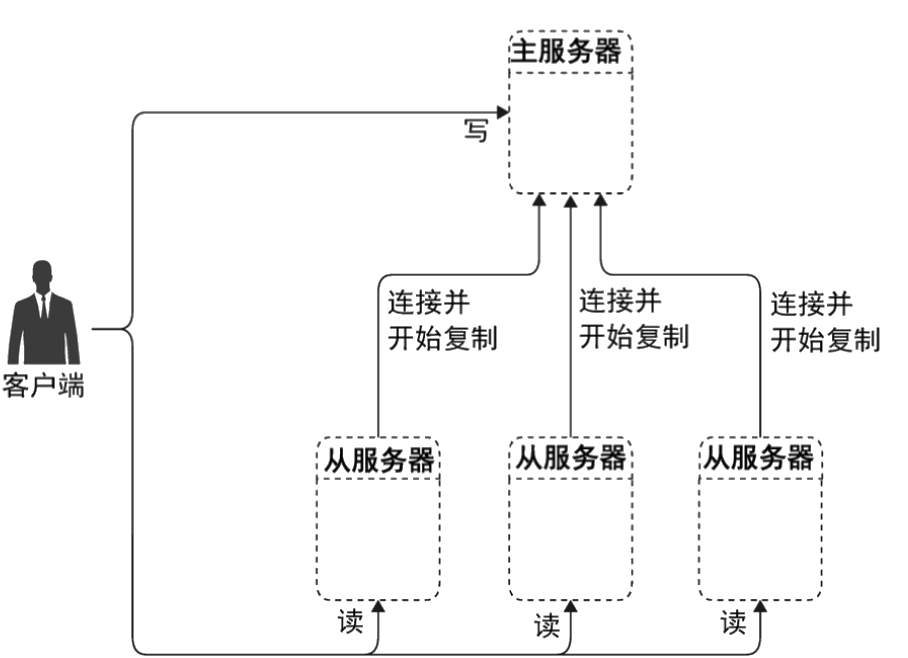 主服务器
写
连接并
开始复制
连接并
开始复制
连接并
开始复制
客户端
从服务器
从服务器
从服务器
读
读
读